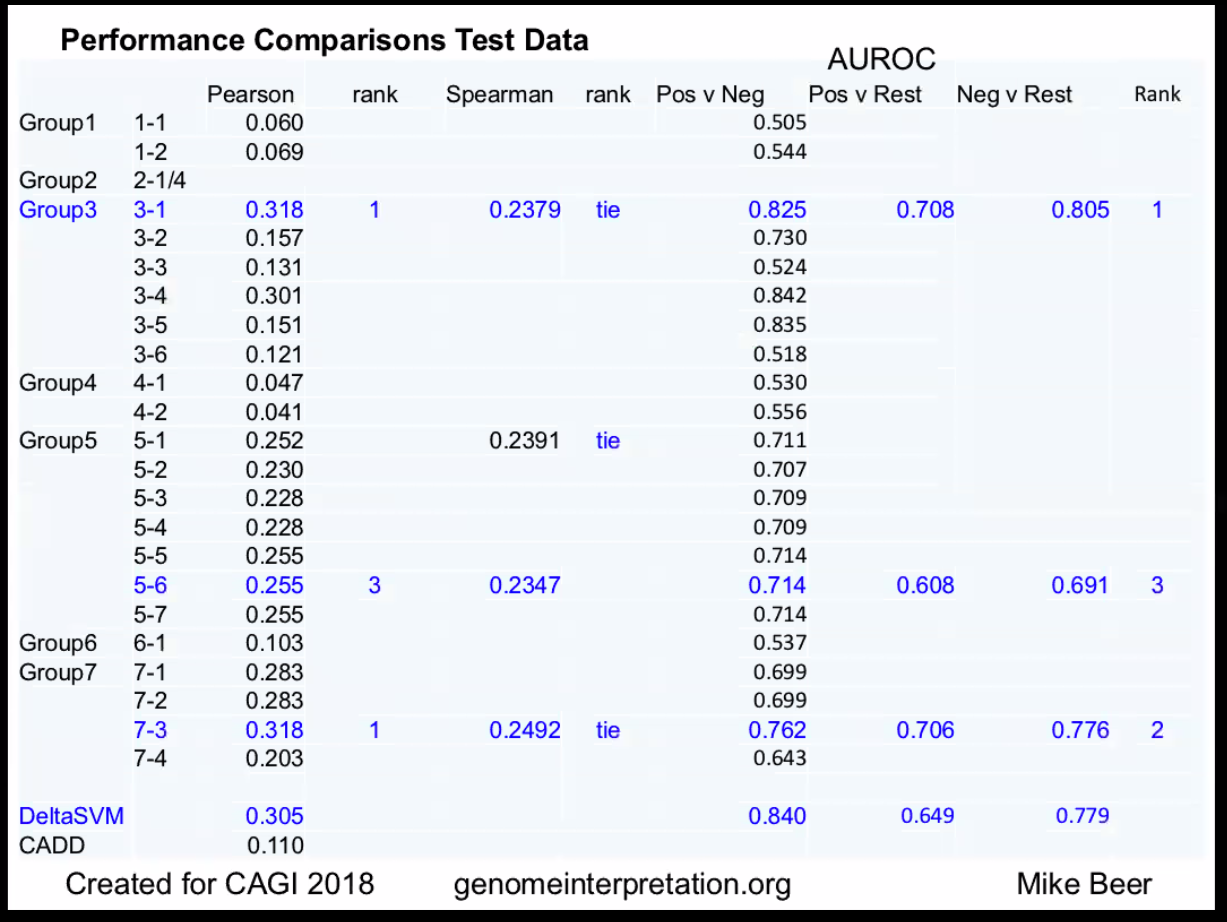 Performance Comparisons Test Data
AUROC
Pearson rank Spearman rank Pos v Neg Pos v Rest Neg v Rest Rank
Group1 1-1 0.060 0.505
1-2 0.069 0.544
Group2 2-1/4
Group3 3-1 0.318 1 0.2379 tie 0.825 0.708 0.805 1
3-2 0.157 0.730
3-3 0.131 0.524
3-4 0.301 0.842
3-5 0.151 0.835
3-6 0.121 0.518
Group4 4-1 0.047 0.530
4-2 0.041 0.556
Group5 5-1 0.252 0.2391 tie 0.711
5-2 0.230 0.707
5-3 0.228 0.709
5-4 0.228 0.709
5-5 0.255 0.714
5-6 0.255 3 0.2347 0.714 0.608 0.691 3
5-7 0.255 0.714
Group6 6-1 0.103 0.537
Group7 7-1 0.283 0.699
7-2 0.283 0.699
7-3 0.318 1 0.2492 tie 0.762 0.706 0.776 2
7-4 0.203 0.643
DeltaSVM 0.305 0.840 0.649 0.779
CADD 0.110
Created for CAGI 2018 genomeinterpretation.org Mike Beer